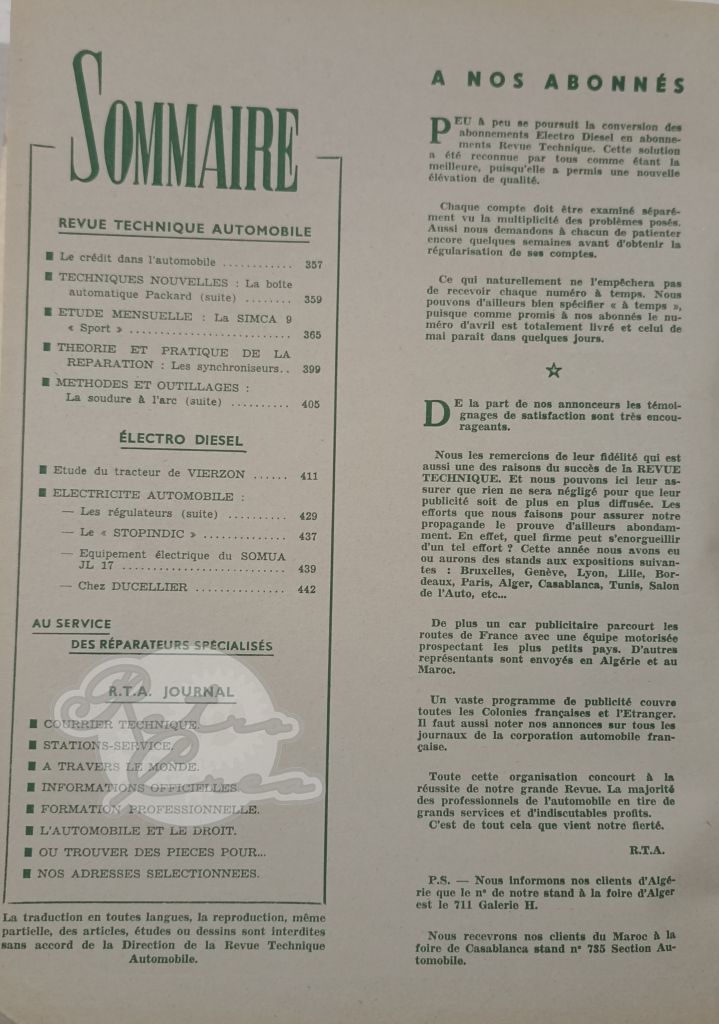 SOMMAIRE
REVUE TECHNIQUE AUTOMOBILE
■ Le crédit dans l'automobile ............ 357
■ TECHNIQUES NOUVELLES : La boîte
automatique Packard (suite) ........ 359
■ ETUDE MENSUELLE : La SIMCA 9
« Sport » ............................ 365
■ THEORIE ET PRATIQUE DE LA
REPARATION : Les synchroniseurs.. 399
■ METHODES ET OUTILLAGES :
La soudure à l'arc (suite) .......... 405
ÉLECTRO DIESEL
■ Etude du tracteur de VIERZON ...... 411
■ ELECTRICITE AUTOMOBILE :
— Les régulateurs (suite) .......... 429
— Le « STOPINDIC » ................ 437
— Equipement électrique du SOMUA
JL 17 ............................ 439
— Chez DUCELLIER ............... 442
AU SERVICE
DES RÉPARATEURS SPÉCIALISÉS
R.T.A. JOURNAL
■ COURRIER TECHNIQUE.
■ STATIONS-SERVICE.
■ A TRAVERS LE MONDE.
■ INFORMATIONS OFFICIELLES.
■ FORMATION PROFESSIONNELLE.
■ L'AUTOMOBILE ET LE DROIT.
■ OU TROUVER DES PIECES POUR...
■ NOS ADRESSES SELECTIONNEES.
Retro
La traduction en toutes langues, la reproduction, même
partielle, des articles, études ou dessins sont interdites
sans accord de la Direction de la Revue Technique
Automobile.
A NOS ABONNÉS
PEU à peu se poursuit la conversion des
abonnements Electro Diesel en abonne-
ments Revue Technique. Cette solution
a été reconnue par tous comme étant la
meilleure, puisqu'elle a permis une nouvelle
élévation de qualité.
Chaque compte doit être examiné séparé-
ment vu la multiplicité des problèmes posés.
Aussi nous demandons à chacun de patienter
encore quelques semaines avant d'obtenir la
régularisation de ses comptes.
Ce qui naturellement ne l'empêchera pas
de recevoir chaque numéro à temps. Nous
pouvons d'ailleurs bien spécifier « à temps »,
puisque comme promis à nos abonnés le nu-
méro d'avril est totalement livré et celui de
mai paraît dans quelques jours.
DE la part de nos annonceurs les témoi-
gnages de satisfaction sont très encou-
rageants.
Nous les remercions de leur fidélité qui est
aussi une des raisons du succès de la REVUE
TECHNIQUE. Et nous pouvons ici leur as-
surer que rien ne sera négligé pour que leur
publicité soit de plus en plus diffusée. Les
efforts que nous faisons pour assurer notre
propagande le prouve d'ailleurs abondam-
ment. En effet, quel firme peut s'enorgueillir
d'un tel effort ? Cette année nous avons eu
ou aurons des stands aux expositions suivan-
tes : Bruxelles, Genève, Lyon, Lille, Bor-
deaux, Paris, Alger, Casablanca, Tunis, Salon
de l'Auto, etc...
De plus un car publicitaire parcourt les
routes de France avec une équipe motorisée
prospectant les plus petits pays. D'autres
représentants sont envoyés en Algérie et au
Maroc.
Un vaste programme de publicité couvre
toutes les Colonies françaises et l'Etranger.
Il faut aussi noter nos annonces sur tous les
journaux de la corporation automobile fran-
çaise.
Toute cette organisation concourt à la
réussite de notre grande Revue. La majorité
des professionnels de l'automobile en tire de
grands services et d'indiscutables profits.
C'est de tout cela que vient notre fierté.
R.T.A.
P.S. — Nous informons nos clients d'Algé-
rie que le n° de notre stand à la foire d'Alger
est le 711 Galerie H.
Nous recevrons nos clients du Maroc à la
foire de Casablanca stand n° 735 Section Au-
tomobile.